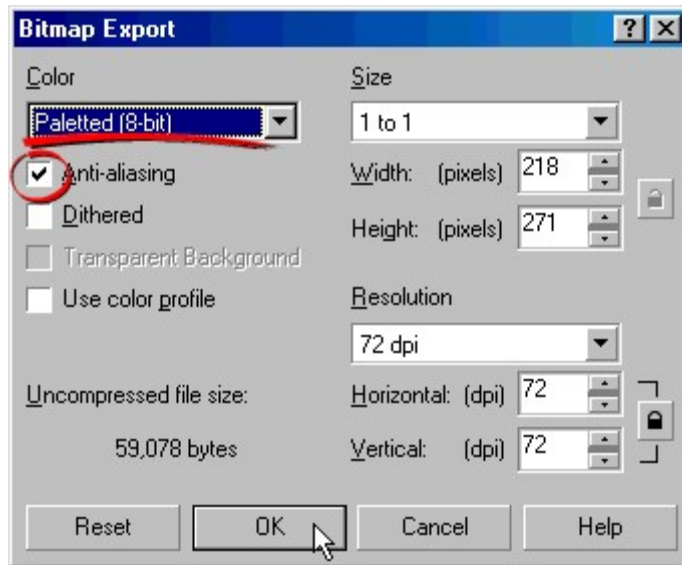 Bitmap Export
Color
Paletted (8-bit)
Anti-aliasing
Dithered
Transparent Background
Use color profile
Uncompressed file size:
59,078 bytes
Size
1 to 1
Width: (pixels) 218
Height: (pixels) 271
Resolution
72 dpi
Horizontal: (dpi) 72
Vertical: (dpi) 72
Reset OK Cancel Help